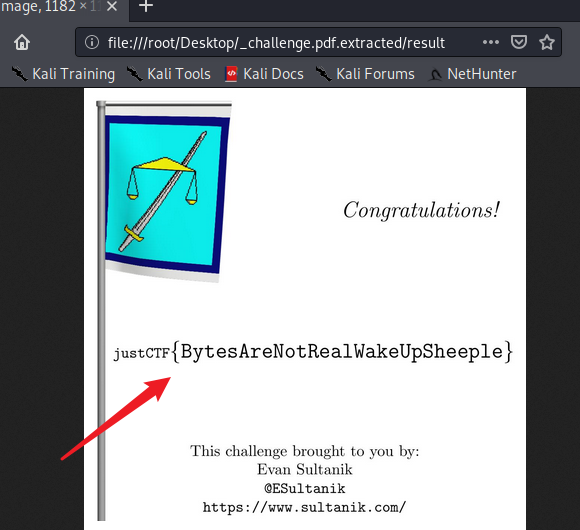 mage, 1182 × 1
file:///root/Desktop/_challenge.pdf.extracted/result
Kali Training Kali Tools Kali Docs Kali Forums NetHunter
Congratulations!
justCTF{BytesAreNotRealWakeUpSheeple}
This challenge brought to you by:
Evan Sultanik
@ESultanik
https://www.sultanik.com/